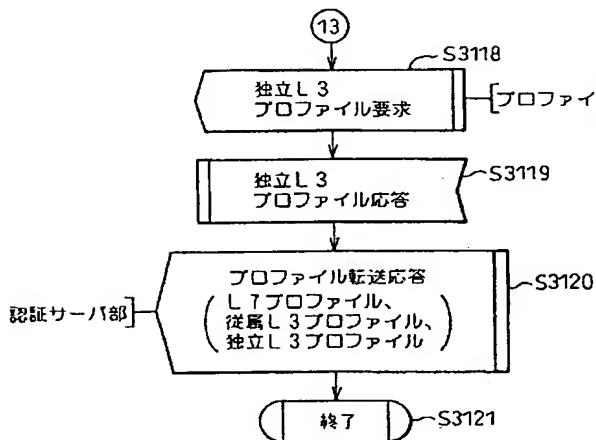 13
S3118
独立L3
プロファイル要求
プロファイ
独立L3
プロファイル応答
S3119
プロファイル転送応答
L7プロファイル、
従属L3プロファイル、
独立L3プロファイル
S3120
認証サーバ部
終了
S3121